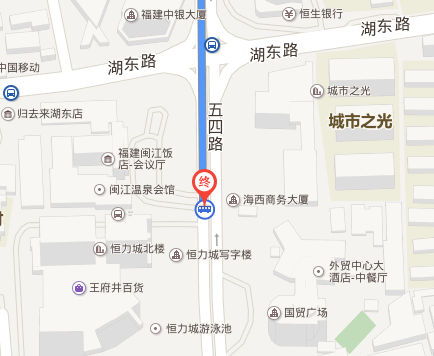 福建中银大厦
恒生银行
湖东路
湖东路
中国移动
城市之光
归去来湖东店
五四路
城市之光
福建闽江饭
店-会议厅
终
闽江温泉会馆
海西商务大厦
恒力城北楼
恒力城写字楼
外贸中心大
酒店-中餐厅
王府井百货
国贸广场
恒力城游泳池